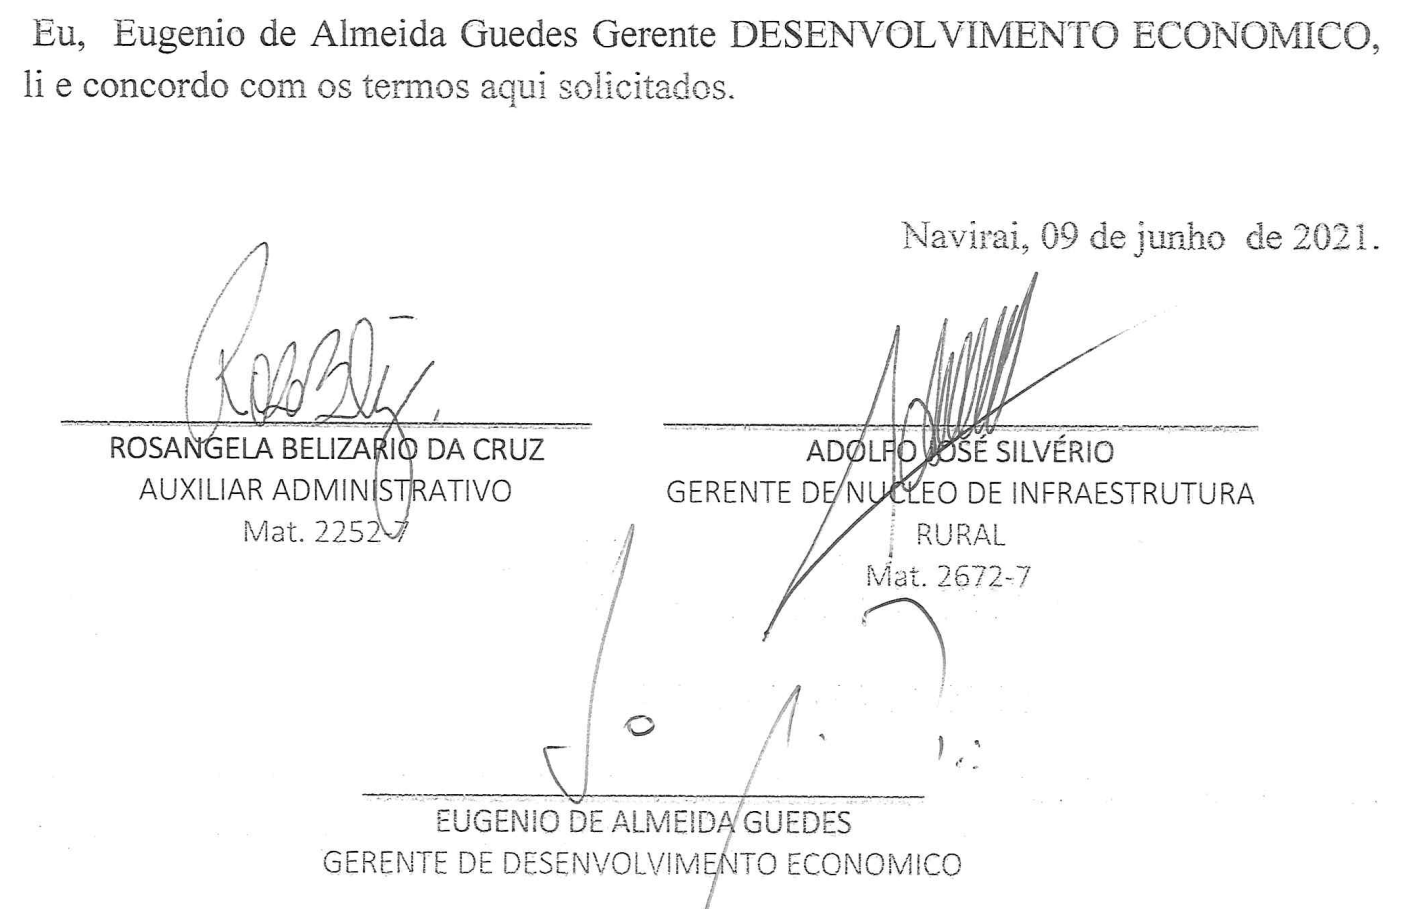 Eu, Eugenio de Almeida Guedes Gerente DESENVOLVIMENTO ECONOMICO,
li e concordo com os termos aqui solicitados.
Navirai, 09 de junho de 2021.
ROSANGELA BELIZARIO DA CRUZ
AUXILIAR ADMINISTRATIVO
Mat. 2252-7
ADOLFO JOSÉ SILVÉRIO
GERENTE DE NUCLEO DE INFRAESTRUTURA
RURAL
Mat. 2672-7
EUGENIO DE ALMEIDA GUEDES
GERENTE DE DESENVOLVIMENTO ECONOMICO